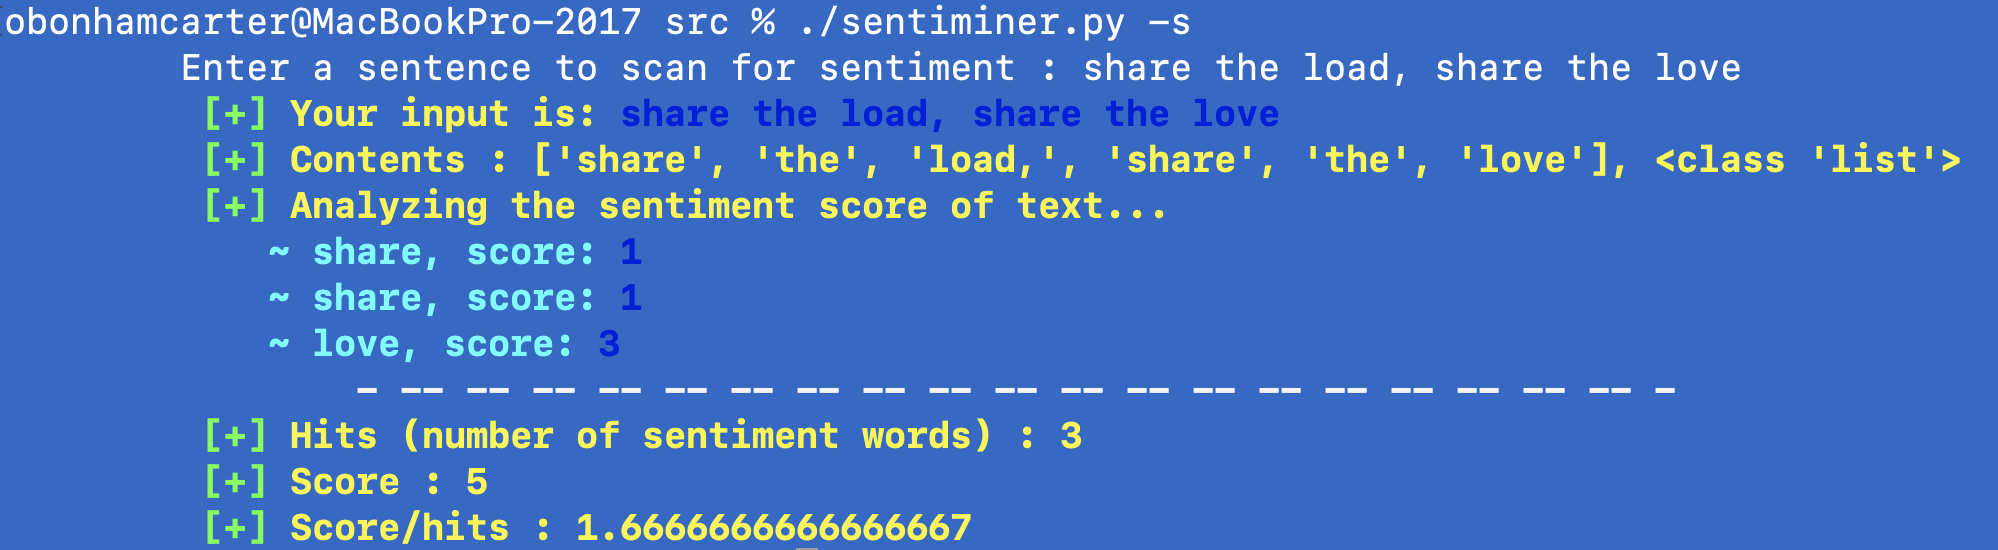 obonhamcarter@MacBookPro-2017 src % ./sentiminer.py -s
Enter a sentence to scan for sentiment : share the load, share the love
[+] Your input is: share the load, share the love
[+] Contents : ['share', 'the', 'load,', 'share', 'the', 'love'], <class 'list'>
[+] Analyzing the sentiment score of text...
~ share, score: 1
~ share, score: 1
~ love, score: 3
- -- -- -- -- -- -- -- -- -- -- -- -- -- -- -- -- -- -- -- -
[+] Hits (number of sentiment words) : 3
[+] Score : 5
[+] Score/hits : 1.6666666666666667